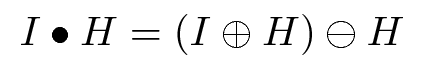 I • H = (I ⊕ H) ⊖ H